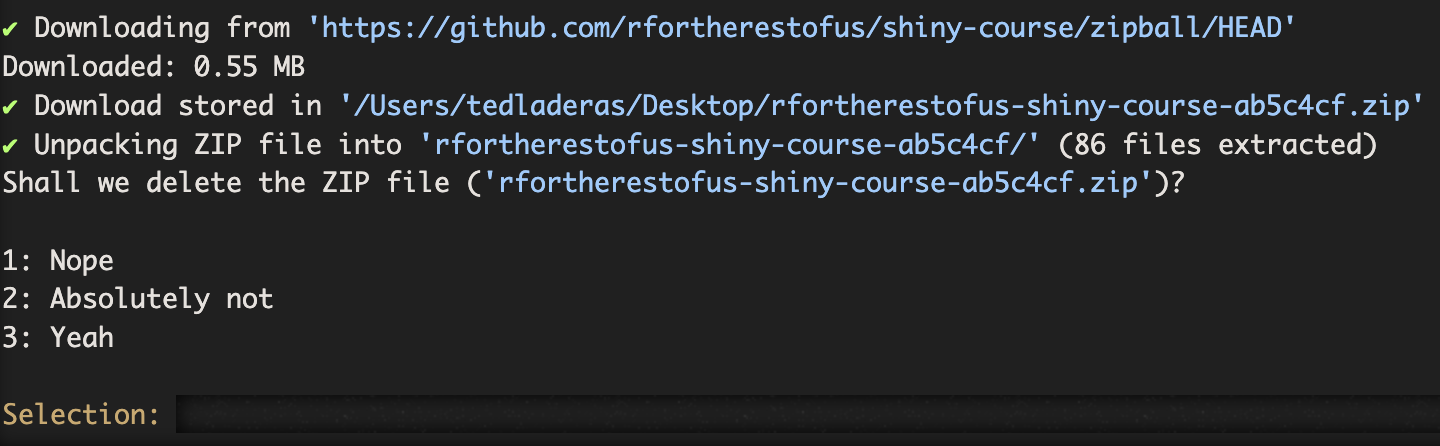 ✔ Downloading from 'https://github.com/rfortherestofus/shiny-course/zipball/HEAD'
Downloaded: 0.55 MB
✔ Download stored in '/Users/tedladeras/Desktop/rfortherestofus-shiny-course-ab5c4cf.zip'
✔ Unpacking ZIP file into 'rfortherestofus-shiny-course-ab5c4cf/' (86 files extracted)
Shall we delete the ZIP file ('rfortherestofus-shiny-course-ab5c4cf.zip')?
1: Nope
2: Absolutely not
3: Yeah
Selection: